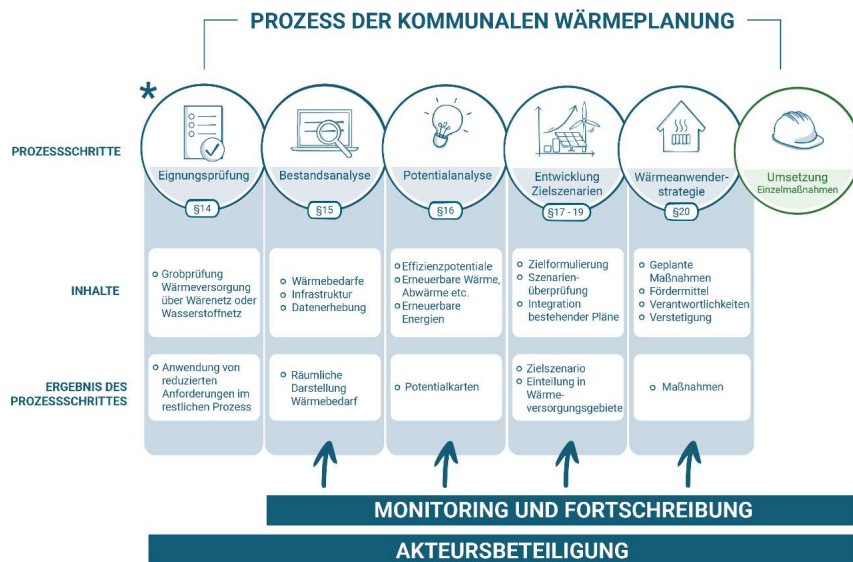 PROZESS DER KOMMUNALEN WÄRMEPLANUNG
*
PROZESSSCHRITTE
Eignungsprüfung
§14
Bestandsanalyse
§15
Potentialanalyse
§16
Entwicklung
Zielszenarien
§17 - 19
Wärmeanwender-
strategie
§20
Umsetzung
Einzelmaßnahmen
INHALTE
Grobprüfung
Wärmeversorgung
über Wärenetz oder
Wasserstoffnetz
Wärmebedarfe
Infrastruktur
Datenerhebung
Effizienzpotentiale
Erneuerbare Wärme,
Abwärme etc.
Erneuerbare
Energien
Zielformulierung
Szenarien-
überprüfung
Integration
bestehender Pläne
Geplante
Maßnahmen
Fördermittel
Verantwortlichkeiten
Verstetigung
ERGEBNIS DES
PROZESSSCHRITTES
Anwendung von
reduzierten
Anforderungen im
restlichen Prozess
Räumliche
Darstellung
Wärmebedarf
Potentialkarten
Zielszenario
Einteilung in
Wärme-
versorgungsgebiete
Maßnahmen
MONITORING UND FORTSCHREIBUNG
AKTEURSBETEILIGUNG